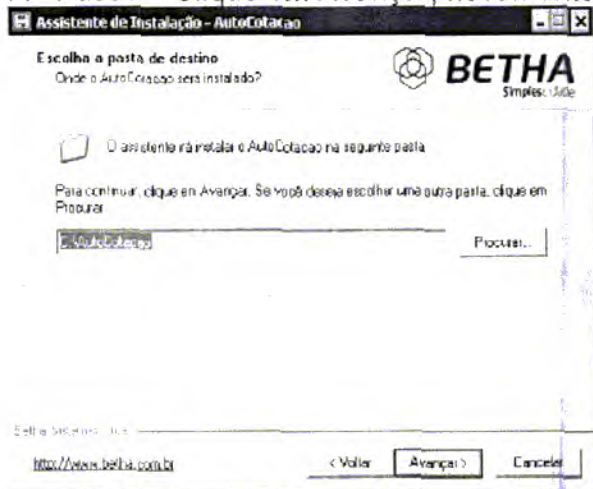 Assistente de Instalação - AutoCotacao
Escolha a pasta de destino
Onde o AutoCotacao será instalado?
BETHA
O assistente irá instalar o AutoCotacao na seguinte pasta
Para continuar, clique em Avançar. Se você deseja escolher uma outra pasta, clique em
Procurar
C:\AutoCotacao
Procurar...
http://www.betha.com.br
< Voltar
Avançar >
Cancelar